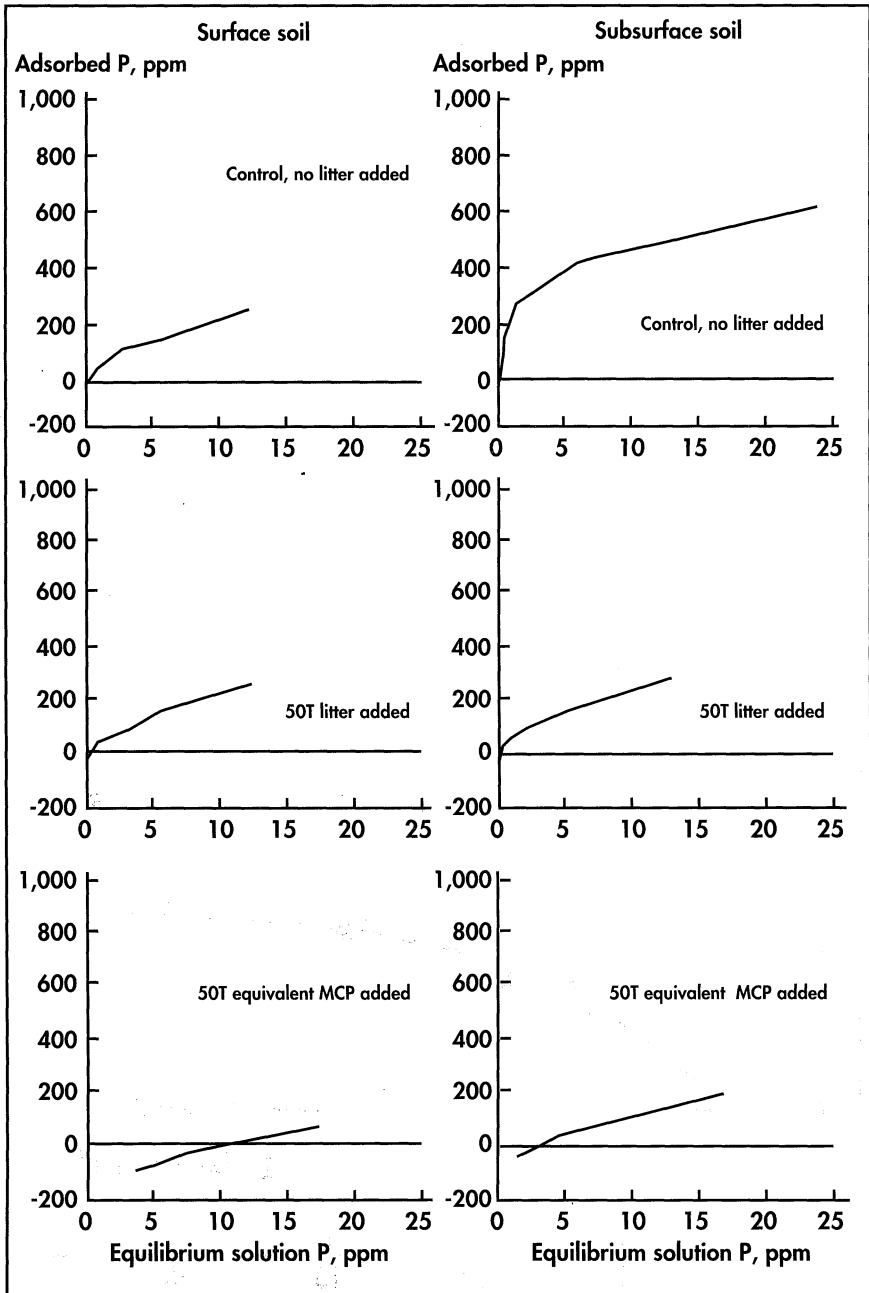 Surface soil
Adsorbed P, ppm
1,000
800
600
400
200
0
-200
Control, no litter added
0 5 10 15 20 25
Subsurface soil
Adsorbed P, ppm
1,000
800
600
400
200
0
-200
Control, no litter added
0 5 10 15 20 25
1,000
800
600
400
200
0
-200
50T litter added
0 5 10 15 20 25
1,000
800
600
400
200
0
-200
50T litter added
0 5 10 15 20 25
1,000
800
600
400
200
0
-200
50T equivalent MCP added
0 5 10 15 20 25
Equilibrium solution P, ppm
1,000
800
600
400
200
0
-200
50T equivalent MCP added
0 5 10 15 20 25
Equilibrium solution P, ppm